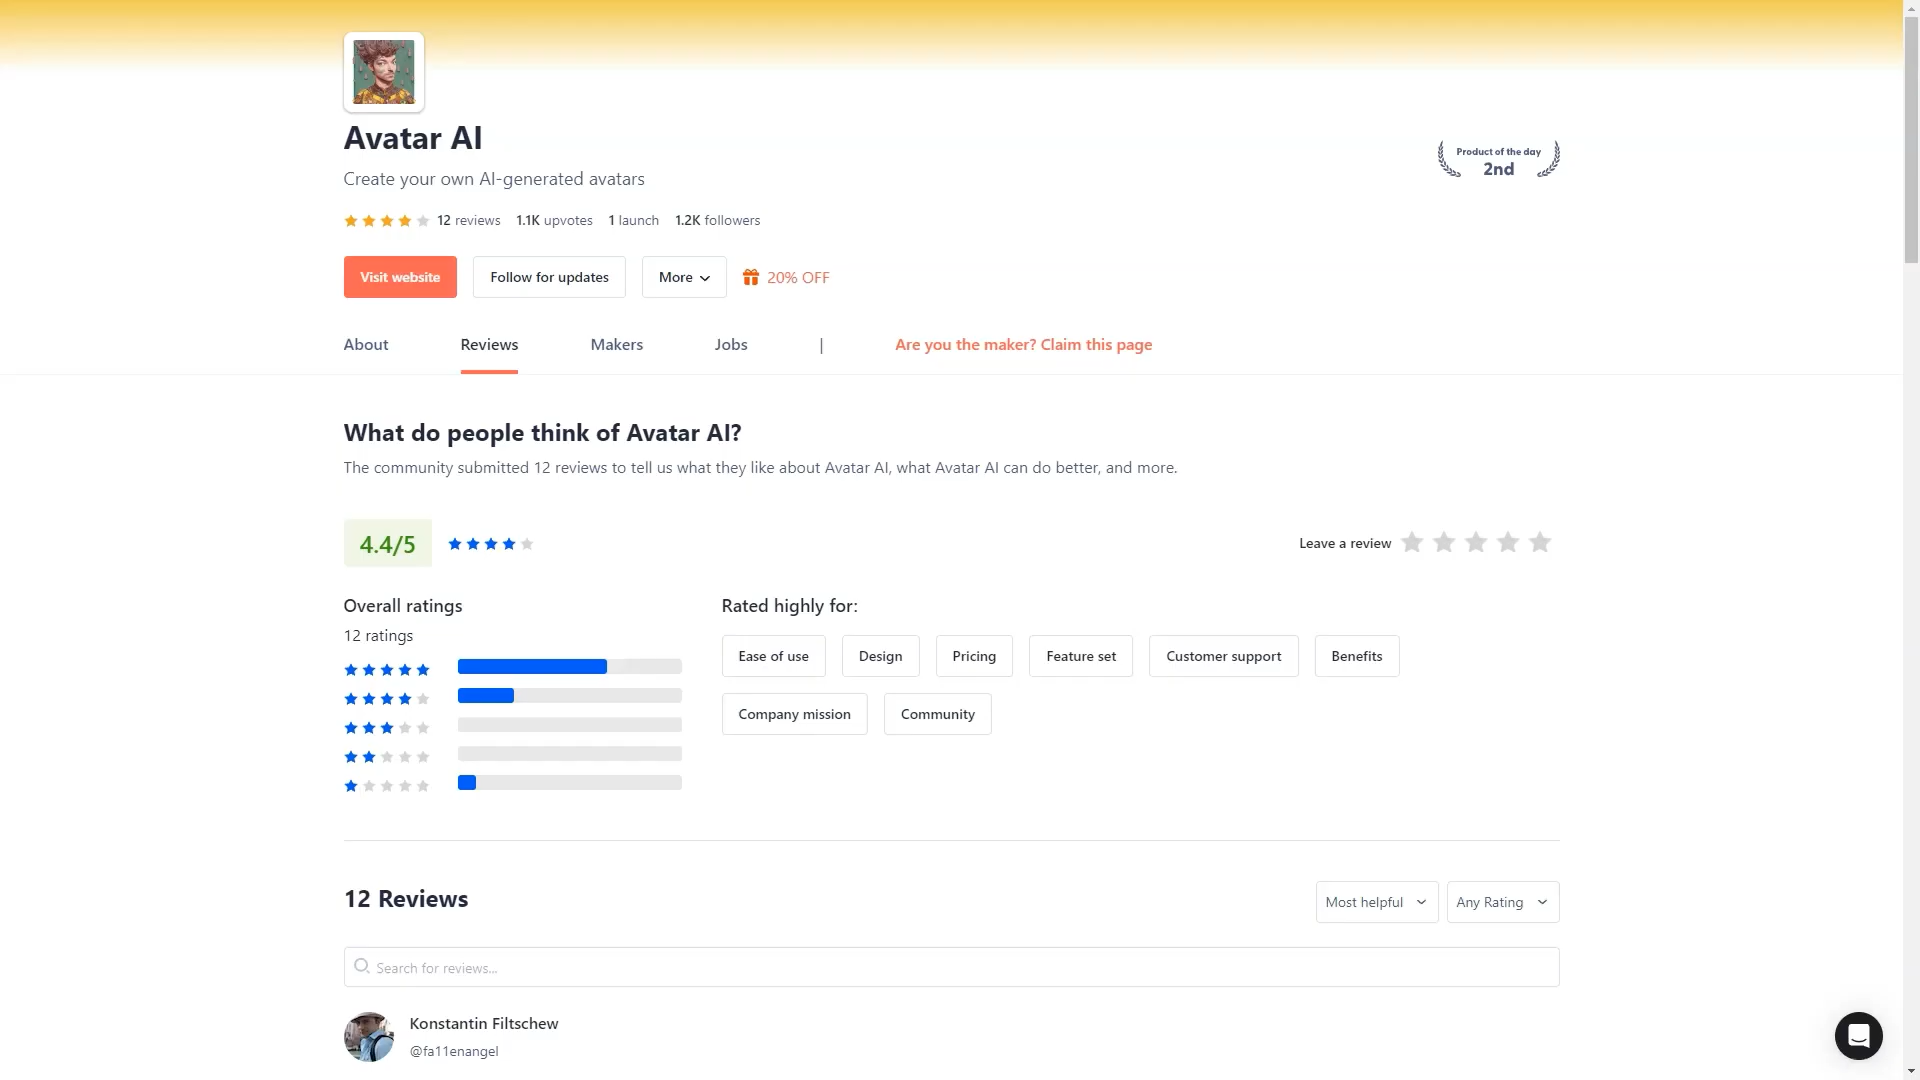 Avatar AI
Create your own AI-generated avatars
Product of the day
2nd
12 reviews 1.1K upvotes 1 launch 1.2K followers
Visit website Follow for updates More 20% OFF
About Reviews Makers Jobs | Are you the maker? Claim this page
What do people think of Avatar AI?
The community submitted 12 reviews to tell us what they like about Avatar AI, what Avatar AI can do better, and more.
4.4/5 Leave a review
Overall ratings
12 ratings
Rated highly for:
Ease of use Design Pricing Feature set Customer support Benefits
Company mission Community
12 Reviews Most helpful Any Rating
Search for reviews...
Konstantin Filtschew
@fa11enangel